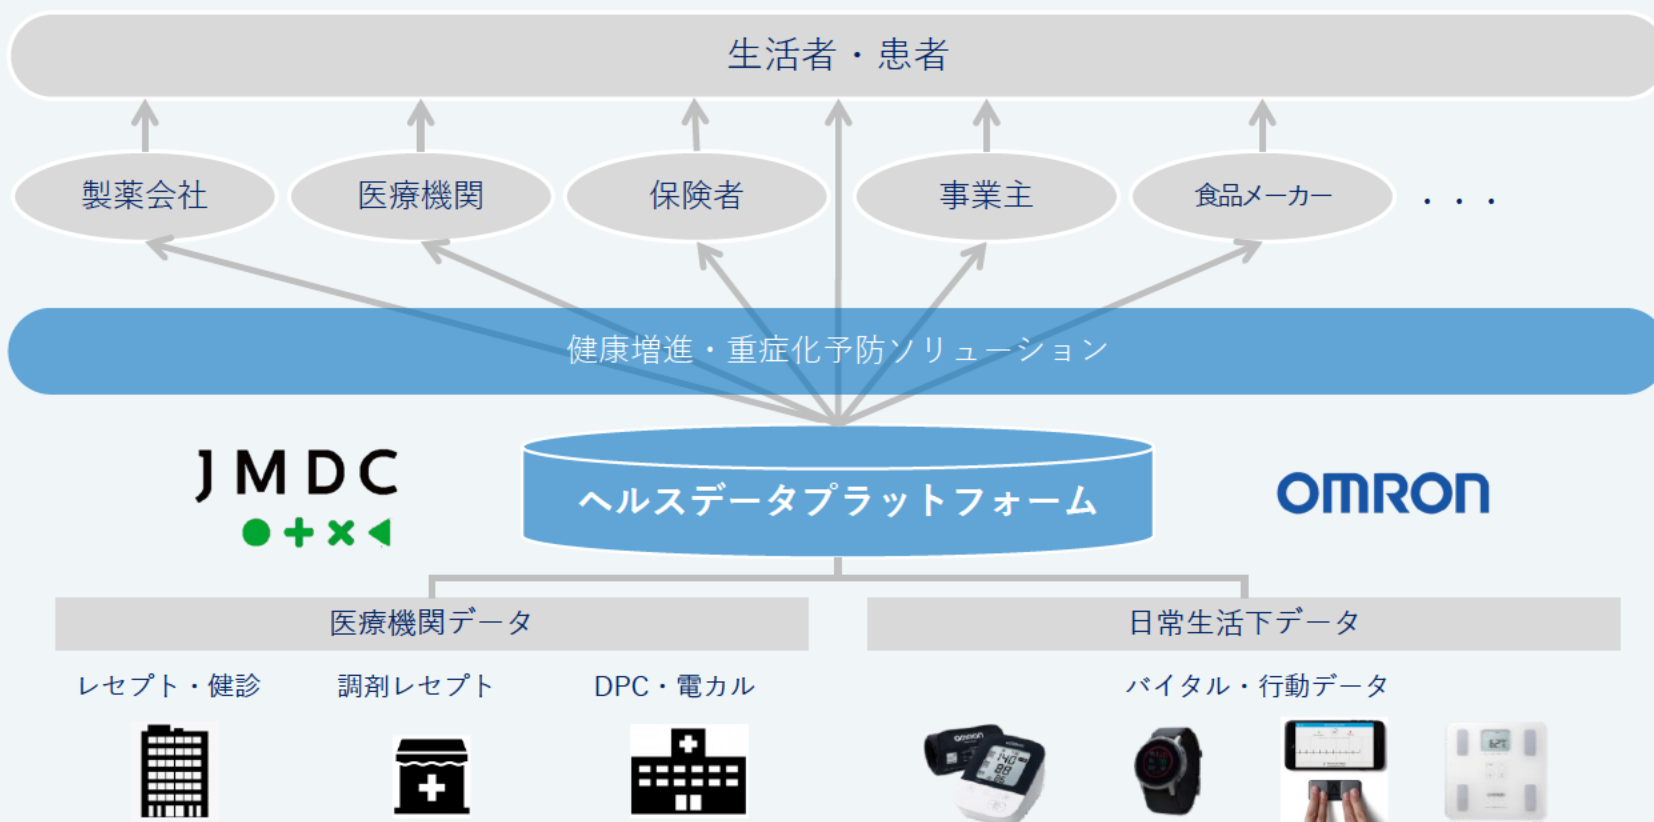 生活者・患者
製薬会社
医療機関
保険者
事業主
食品メーカー
・・・
健康増進・重症化予防ソリューション
JMDC
ヘルスデータプラットフォーム
OMRON
医療機関データ
日常生活下データ
レセプト・健診
調剤レセプト
DPC・電カル
バイタル・行動データ
OMRON
140
88